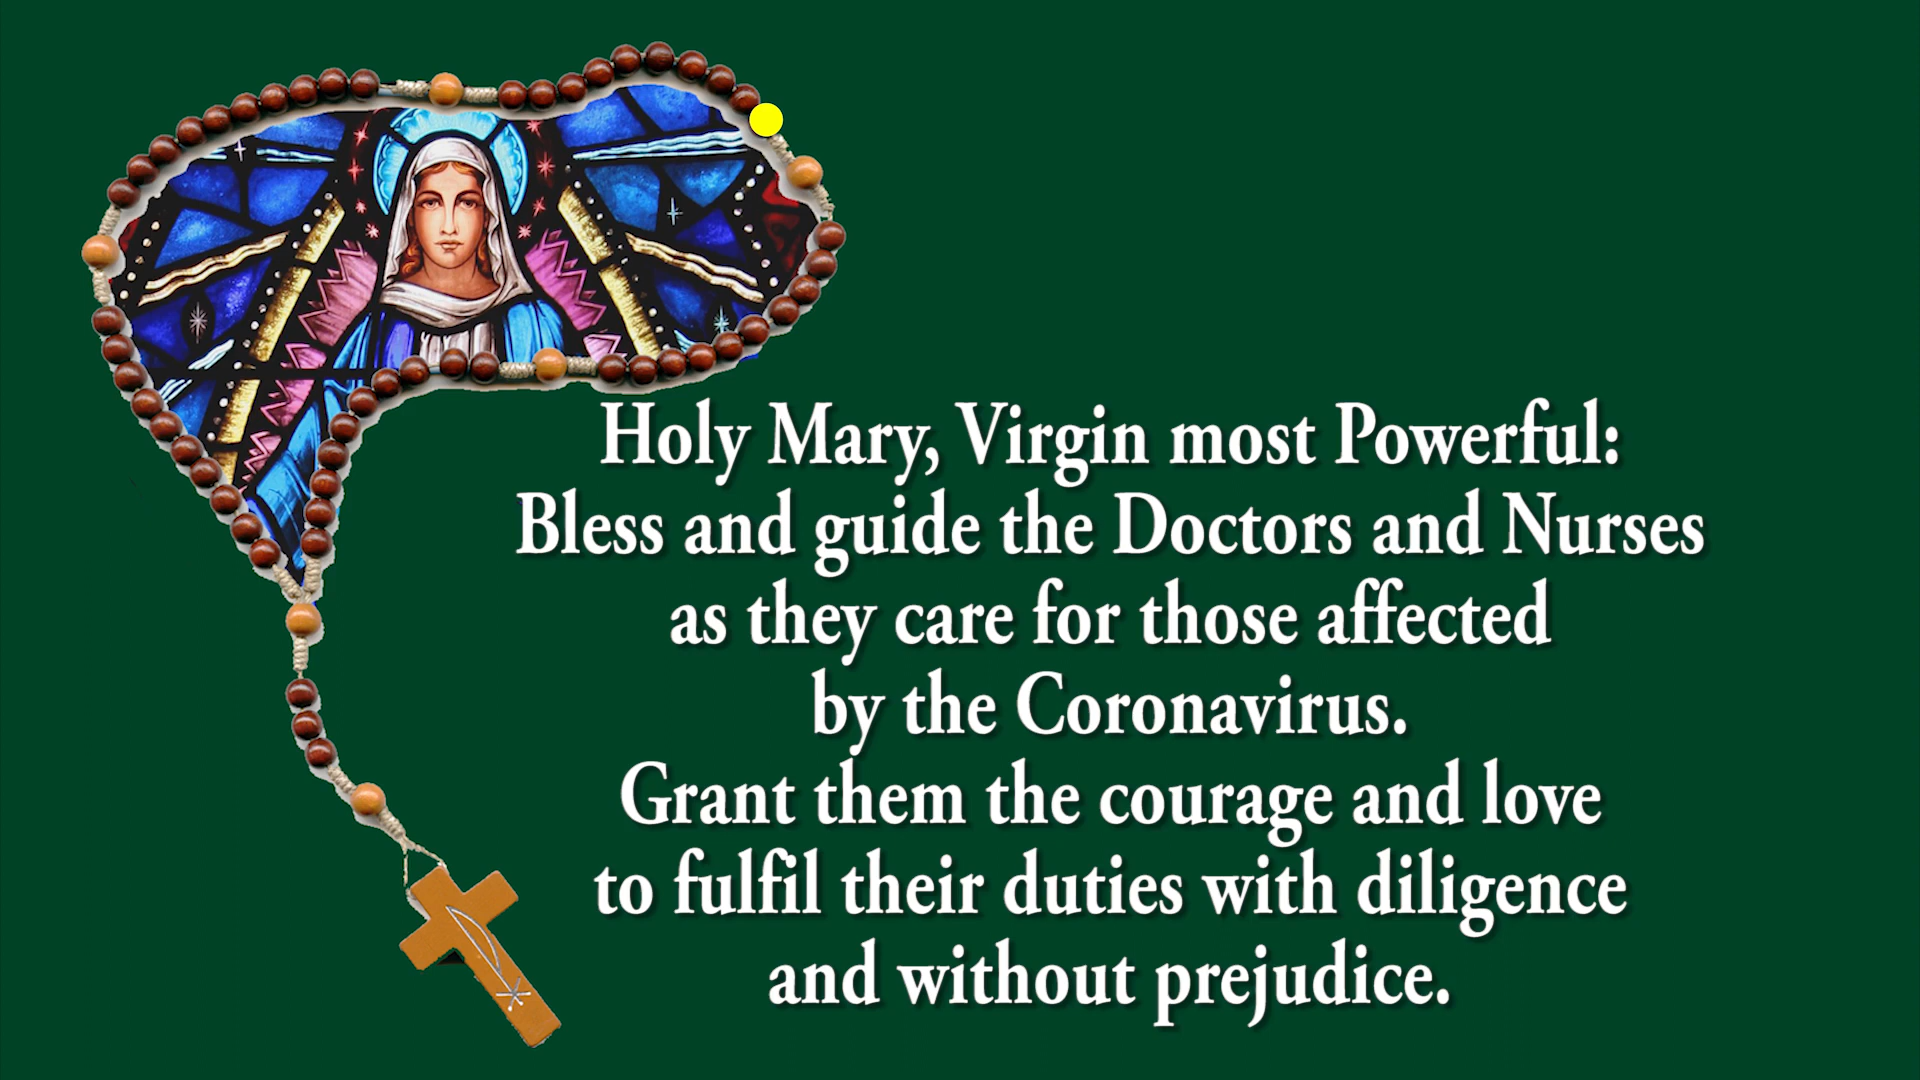 Holy Mary, Virgin most Powerful:
Bless and guide the Doctors and Nurses
as they care for those affected
by the Coronavirus.
Grant them the courage and love
to fulfil their duties with diligence
and without prejudice.